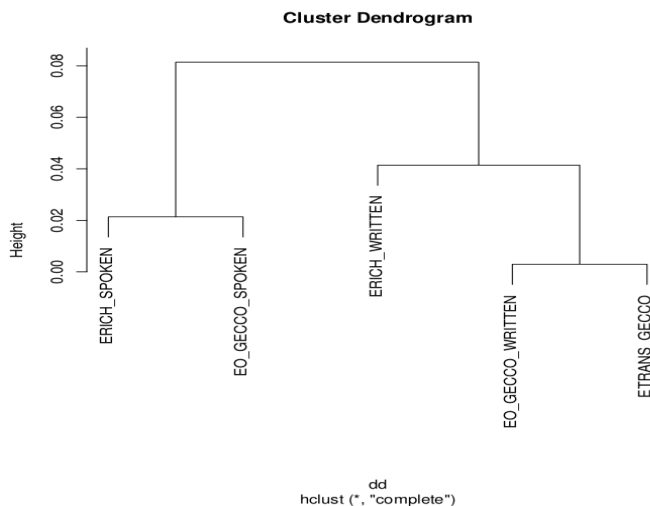 Cluster Dendrogram
Height
0.00
0.02
0.04
0.06
0.08
ERICH_SPOKEN
EO_GECCO_SPOKEN
ERICH_WRITTEN
EO_GECCO_WRITTEN
ETRANS_GECCO
dd
hclust (*, "complete")